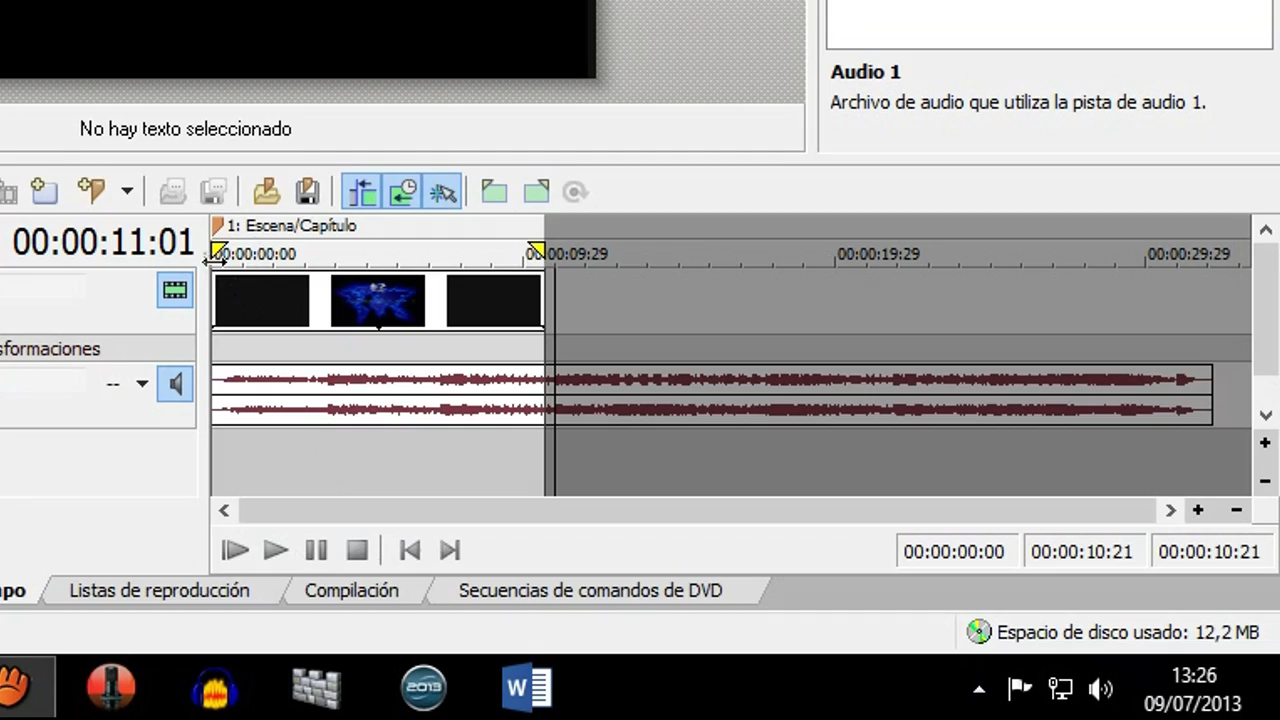 Audio 1
Archivo de audio que utiliza la pista de audio 1.
No hay texto seleccionado
1: Escena/Capítulo
00:00:11:01
00:00:00:00
00:00:09:29
00:00:19:29
00:00:29:29
sformaciones
--
00:00:00:00 00:00:10:21 00:00:10:21
po Listas de reproducción Compilación Secuencias de comandos de DVD
Espacio de disco usado: 12,2 MB
2013
W
13:26
09/07/2013